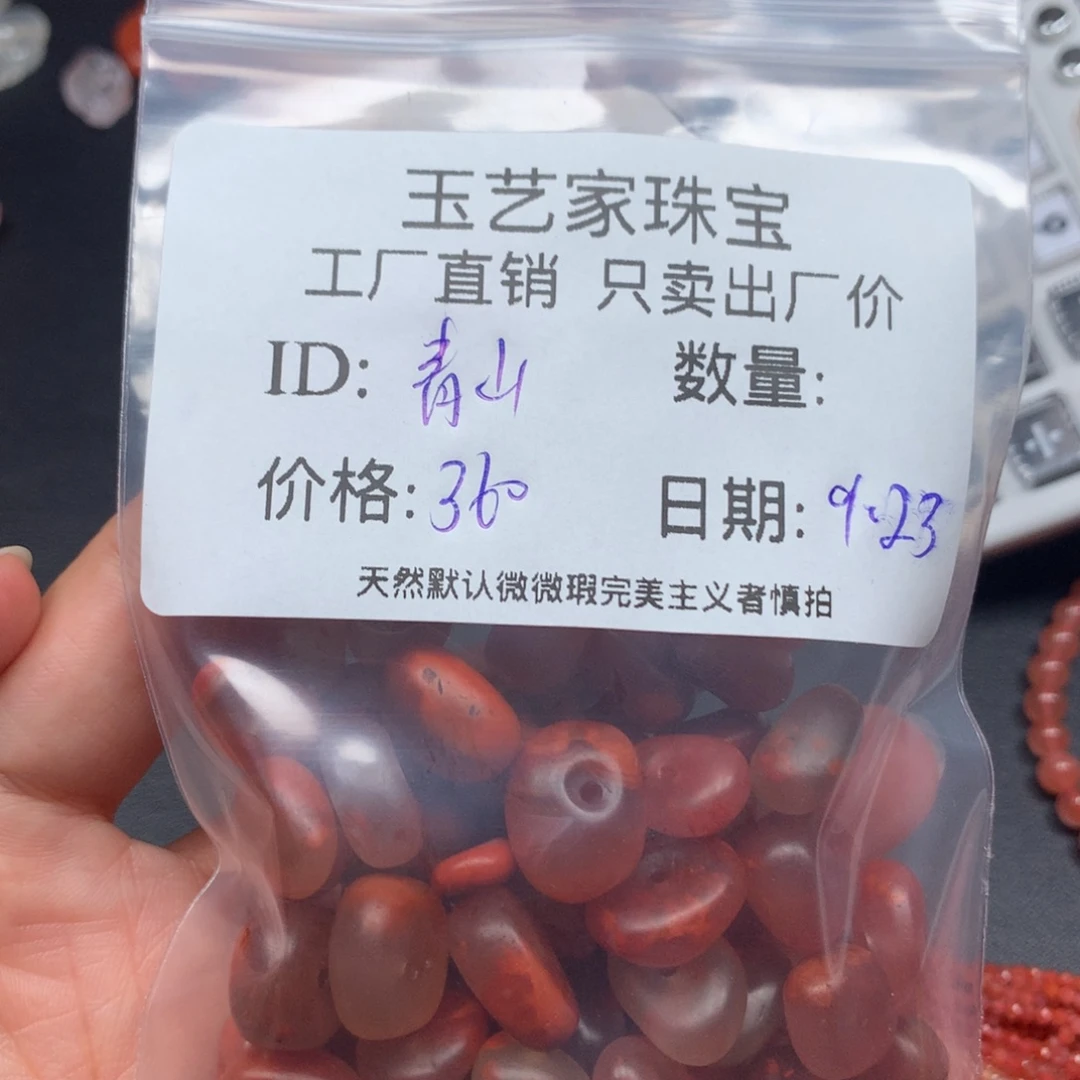 玉艺家珠宝
工厂直销 只卖出厂价
ID: 青山 数量:
价格: 360 日期: 9.23
天然默认微微瑕完美主义者慎拍